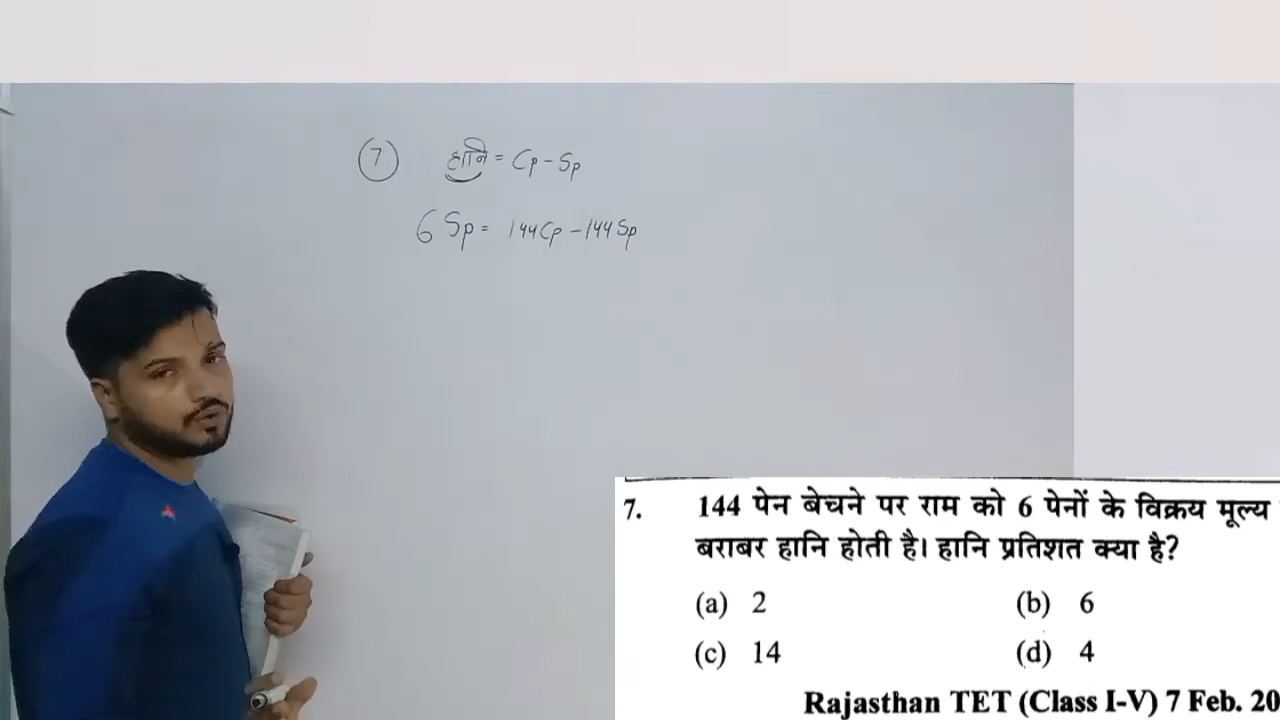 7 हानि = Cp - Sp
6 Sp = 144Cp - 144Sp
7. 144 पेन बेचने पर राम को 6 पेनों के विक्रय मूल्य
बराबर हानि होती है। हानि प्रतिशत क्या है?
(a) 2 (b) 6
(c) 14 (d) 4
Rajasthan TET (Class I-V) 7 Feb. 20